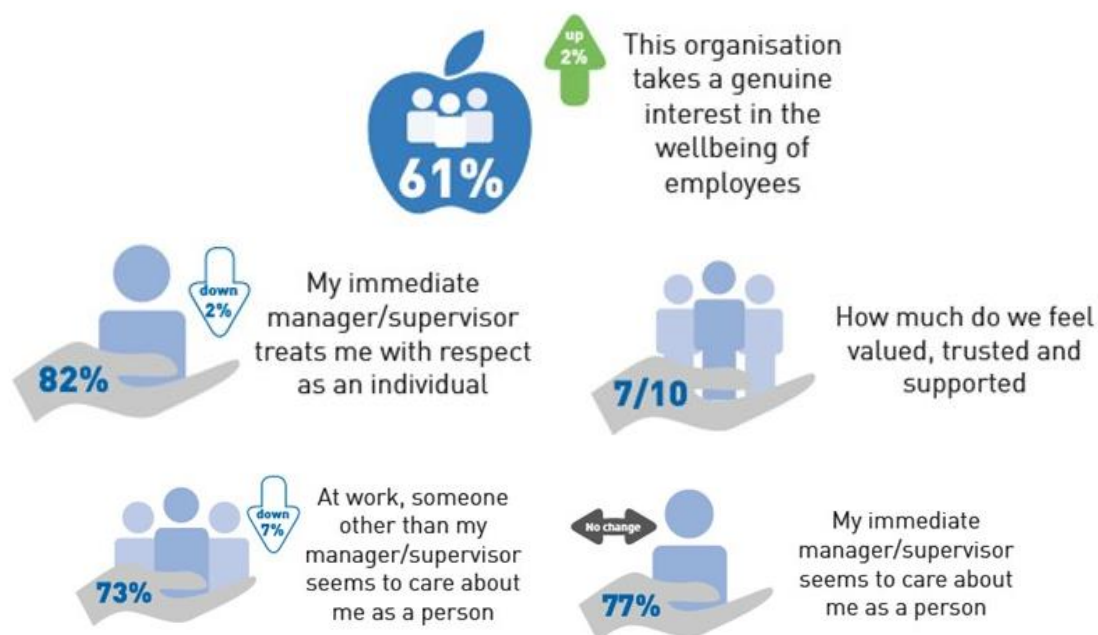 up
2%
61%
This organisation
takes a genuine
interest in the
wellbeing of
employees
82%
down
2%
My immediate
manager/supervisor
treats me with respect
as an individual
7/10
How much do we feel
valued, trusted and
supported
73%
down
7%
At work, someone
other than my
manager/supervisor
seems to care about
me as a person
No change
77%
My immediate
manager/supervisor
seems to care about
me as a person